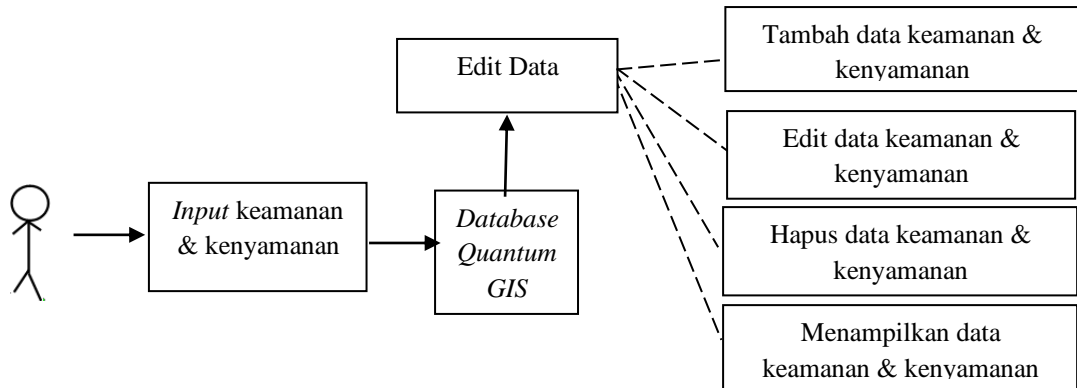 Input keamanan
& kenyamanan
Database
Quantum
GIS
Edit Data
Tambah data keamanan &
kenyamanan
Edit data keamanan &
kenyamanan
Hapus data keamanan &
kenyamanan
Menampilkan data
keamanan & kenyamanan